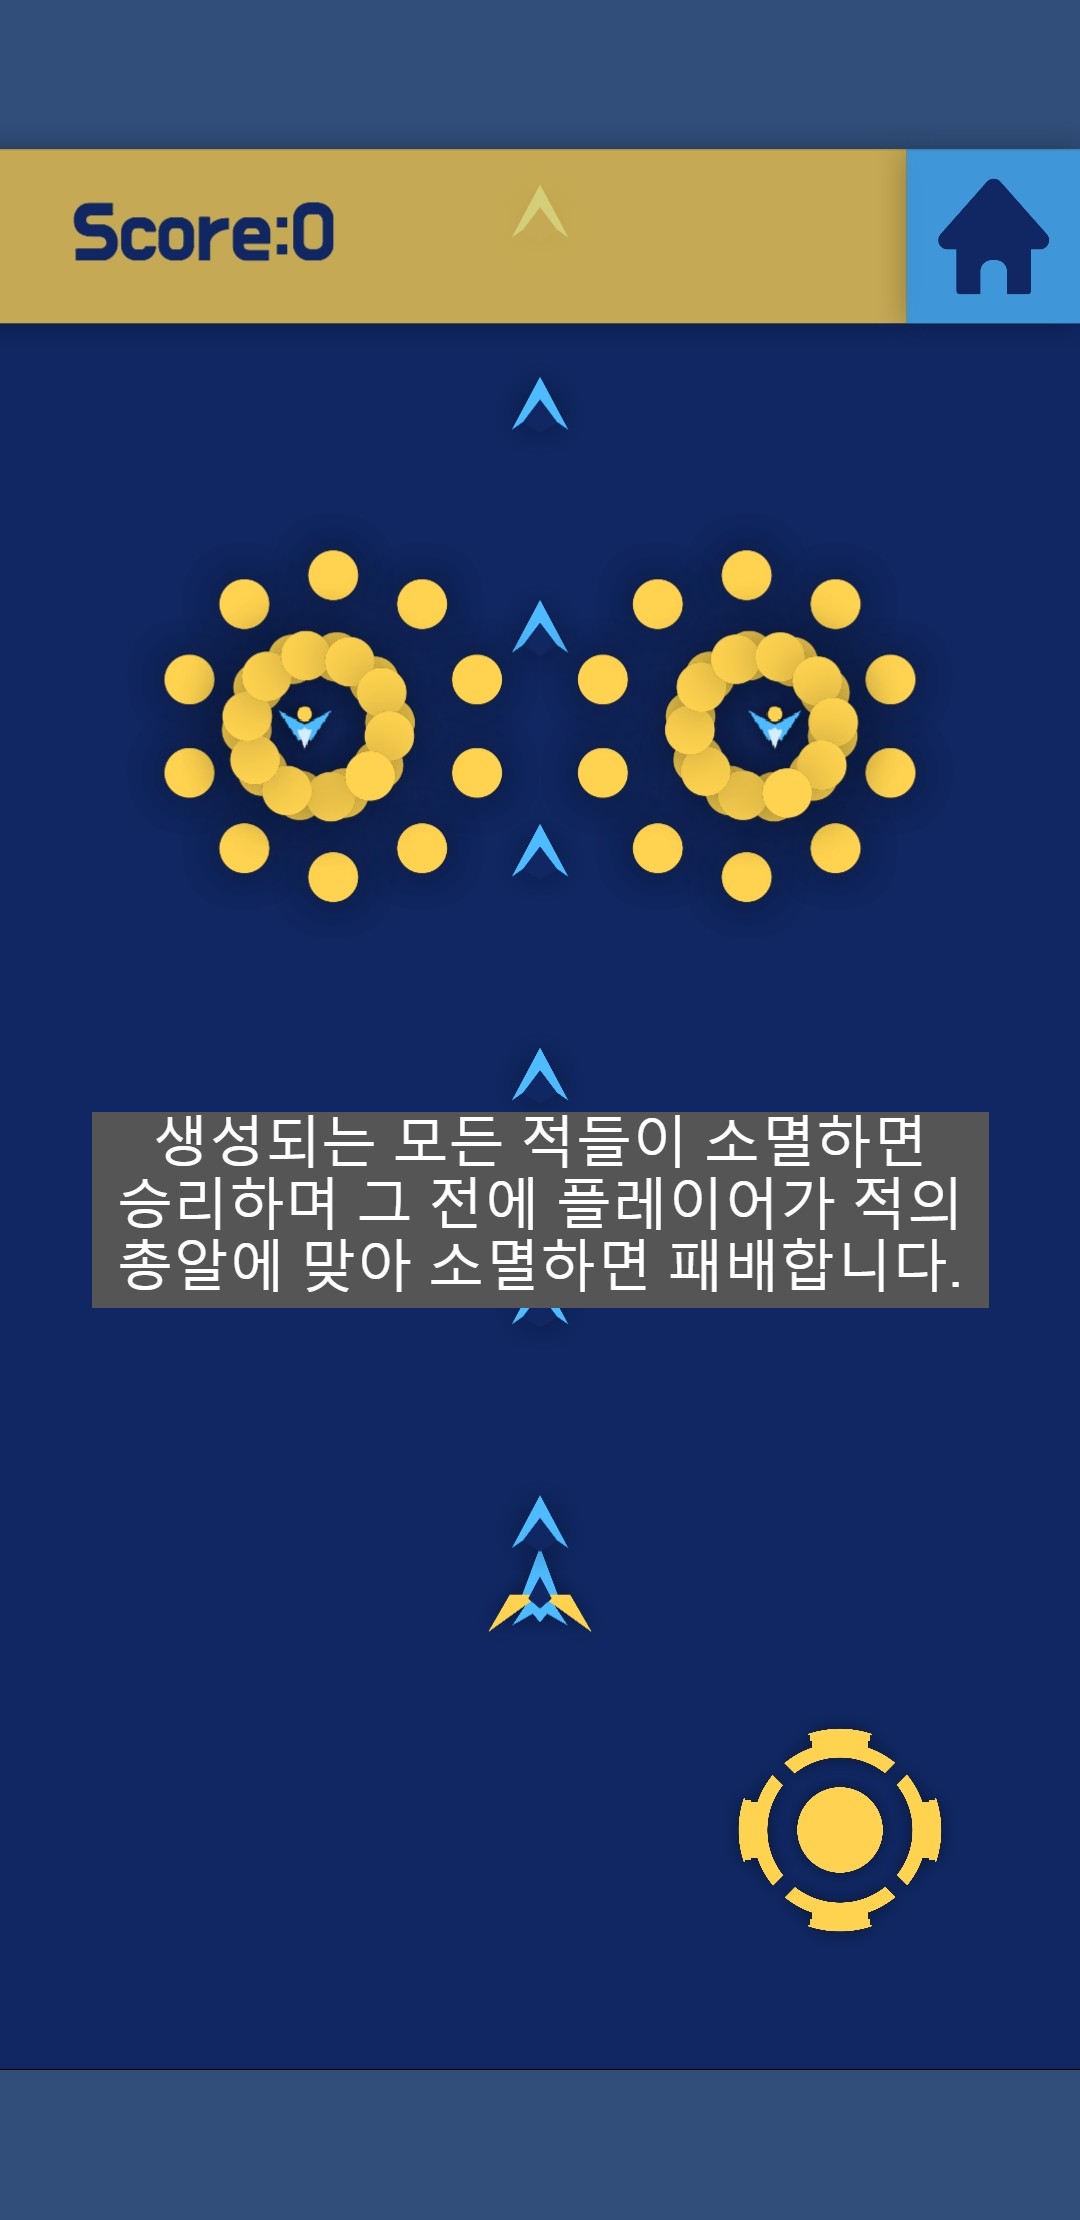 Score:0
생성되는 모든 적들이 소멸하면
승리하며 그 전에 플레이어가 적의
총알에 맞아 소멸하면 패배합니다.